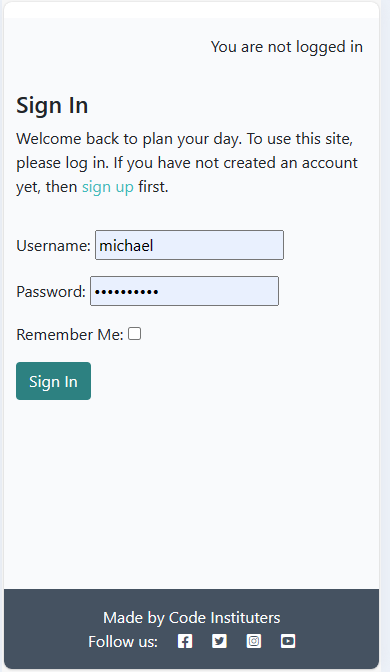 You are not logged in
Sign In
Welcome back to plan your day. To use this site,
please log in. If you have not created an account
yet, then sign up first.
Username: michael
Password: ••••••••••
Remember Me:
Sign In
Made by Code Instituters
Follow us: